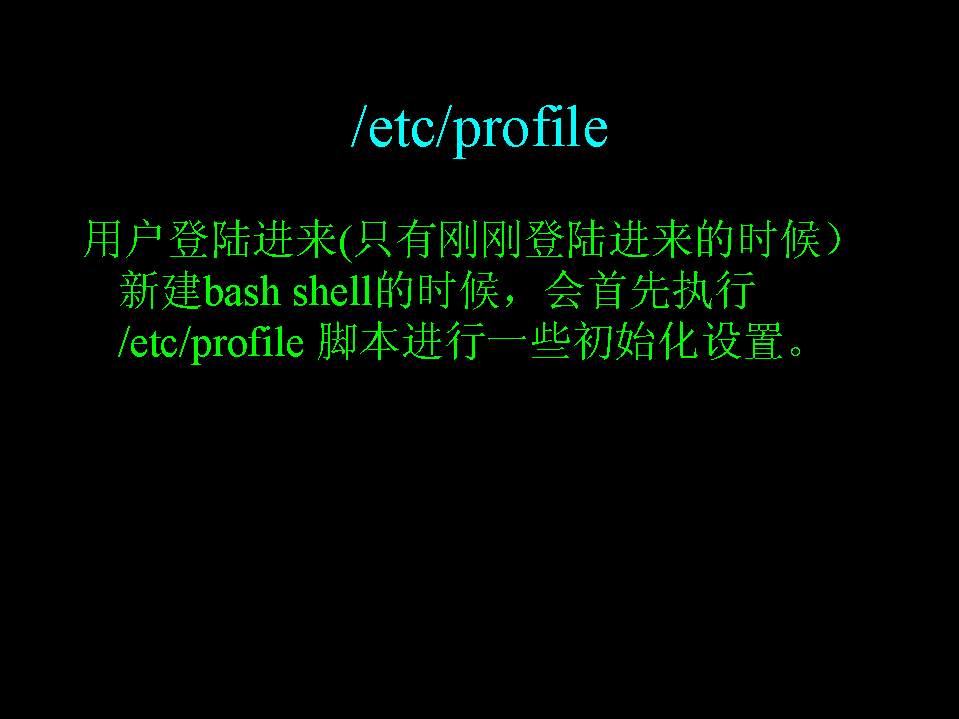 /etc/profile
用户登陆进来(只有刚刚登陆进来的时候）
新建bash shell的时候，会首先执行
/etc/profile 脚本进行一些初始化设置。